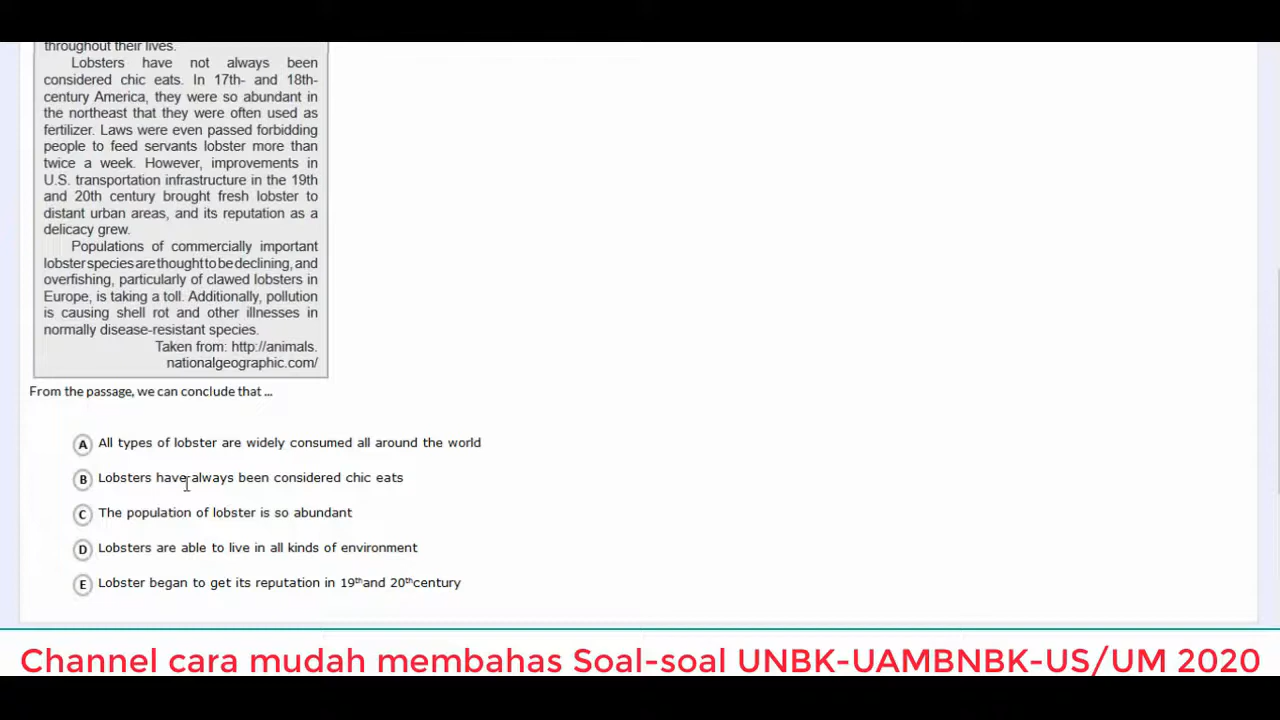 throughout their lives.
Lobsters have not always been
considered chic eats. In 17th- and 18th-
century America, they were so abundant in
the northeast that they were often used as
fertilizer. Laws were even passed forbidding
people to feed servants lobster more than
twice a week. However, improvements in
U.S. transportation infrastructure in the 19th
and 20th century brought fresh lobster to
distant urban areas, and its reputation as a
delicacy grew.
Populations of commercially important
lobster species are thought to be declining, and
overfishing, particularly of clawed lobsters in
Europe, is taking a toll. Additionally, pollution
is causing shell rot and other illnesses in
normally disease-resistant species.
Taken from: http://animals.
nationalgeographic.com/
From the passage, we can conclude that ...
A All types of lobster are widely consumed all around the world
B Lobsters have always been considered chic eats
C The population of lobster is so abundant
D Lobsters are able to live in all kinds of environment
E Lobster began to get its reputation in 19th and 20th century
Channel cara mudah membahas Soal-soal UNBK-UAMBNBK-US/UM 2020